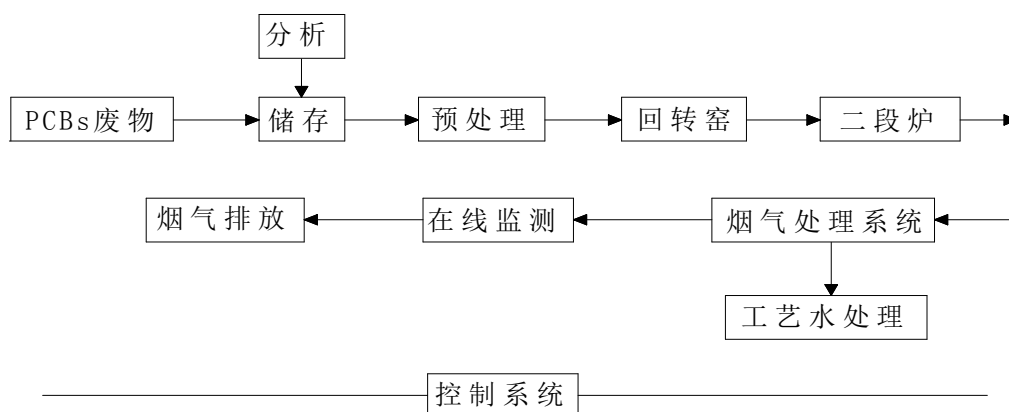 分析
PCBs废物
储存
预处理
回转窑
二段炉
烟气排放
在线监测
烟气处理系统
工艺水处理
控制系统